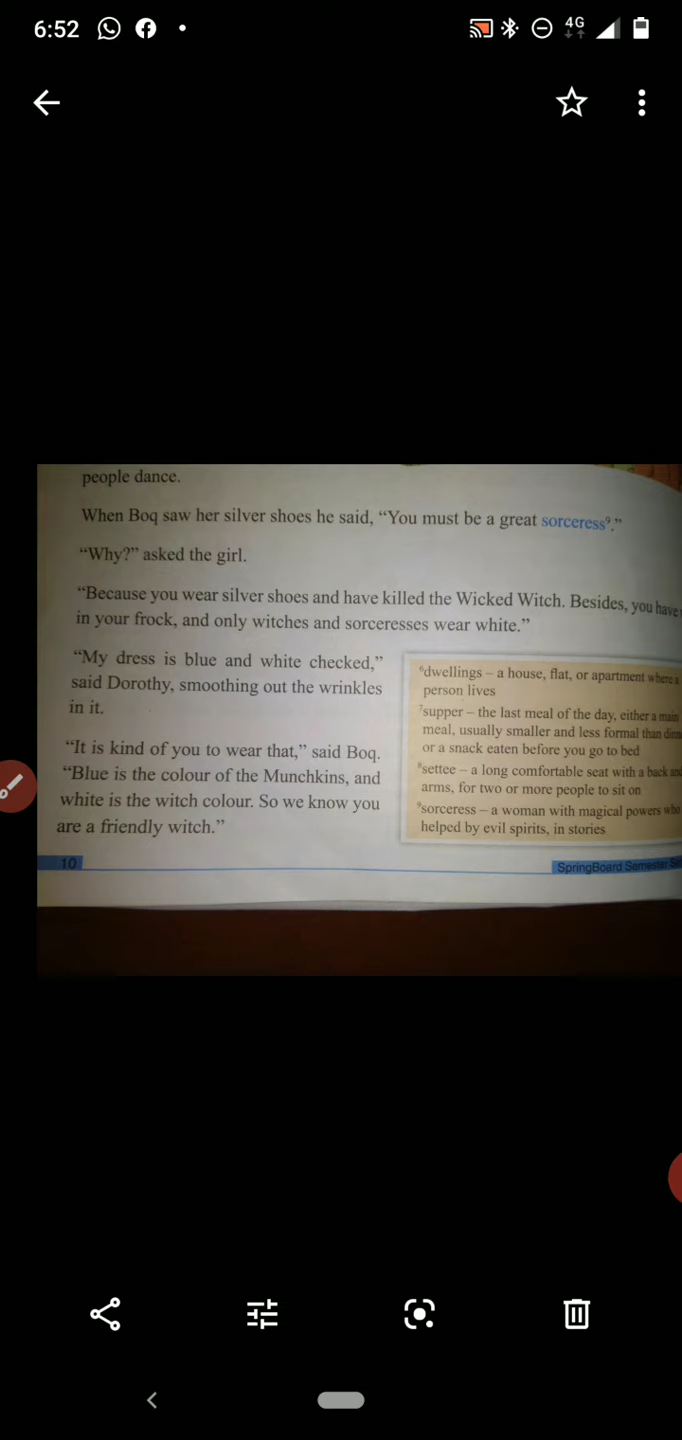 6:52
4G
people dance.
When Boq saw her silver shoes he said, “You must be a great sorceress⁹.”
“Why?” asked the girl.
“Because you wear silver shoes and have killed the Wicked Witch. Besides, you have
in your frock, and only witches and sorceresses wear white.”
“My dress is blue and white checked,”
said Dorothy, smoothing out the wrinkles
in it.
“It is kind of you to wear that,” said Boq.
“Blue is the colour of the Munchkins, and
white is the witch colour. So we know you
are a friendly witch.”
⁶dwellings – a house, flat, or apartment where a
person lives
⁷supper – the last meal of the day, either a main
meal, usually smaller and less formal than
or a snack eaten before you go to bed
⁸settee – a long comfortable seat with a back and
arms, for two or more people to sit on
⁹sorceress – a woman with magical powers who
helped by evil spirits, in stories
10
SpringBoard Semester